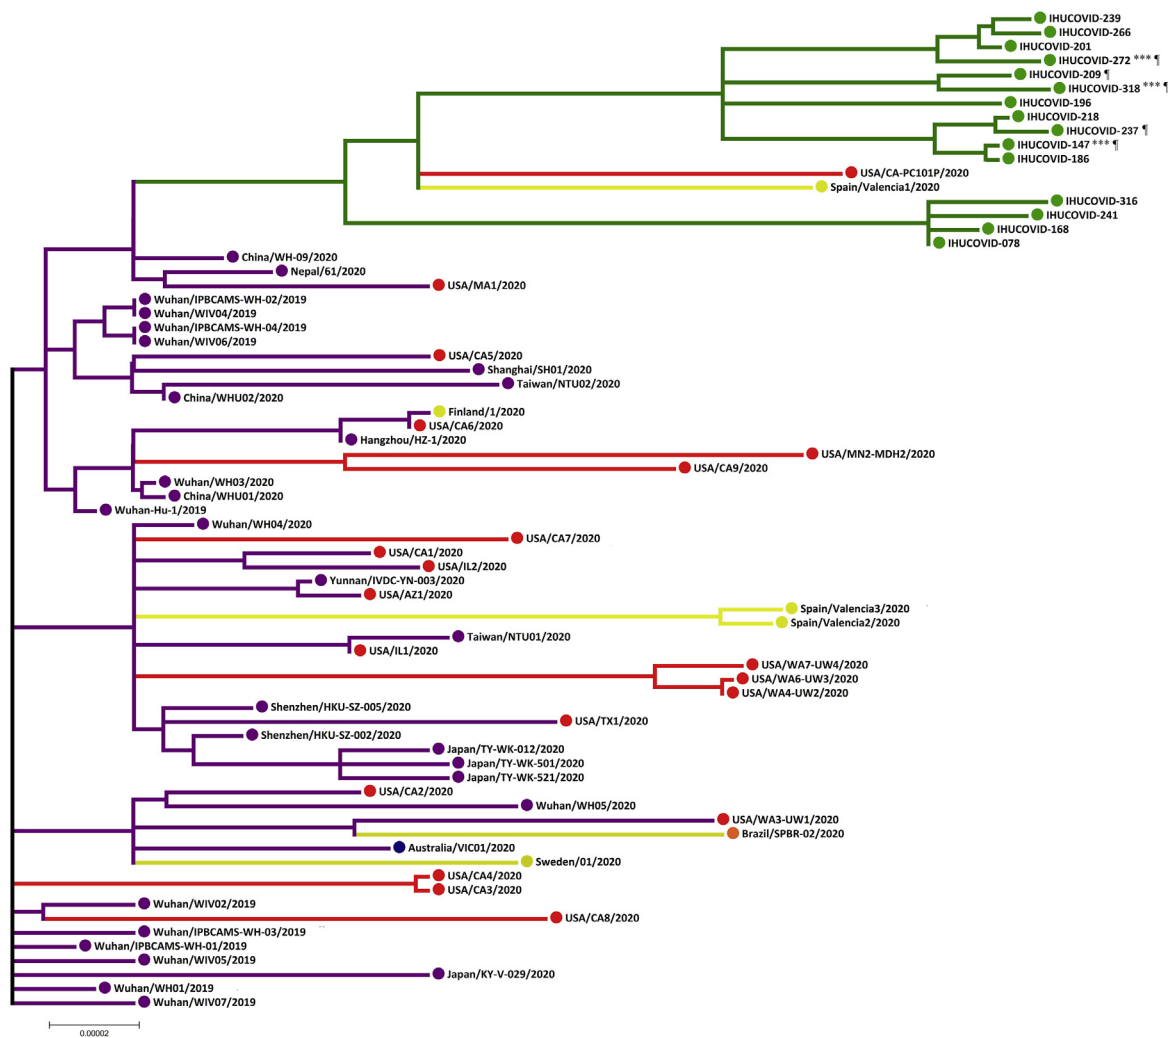 IHUCOVID-239
IHUCOVID-266
IHUCOVID-201
IHUCOVID-272 *** ¶
IHUCOVID-209 ¶
IHUCOVID-318 *** ¶
IHUCOVID-196
IHUCOVID-218
IHUCOVID-237 ¶
IHUCOVID-147 *** ¶
IHUCOVID-186
USA/CA-PC101P/2020
Spain/Valencia1/2020
IHUCOVID-316
IHUCOVID-241
IHUCOVID-168
IHUCOVID-078
China/WH-09/2020
Nepal/61/2020
USA/MA1/2020
Wuhan/IPBCAMS-WH-02/2019
Wuhan/WIV04/2019
Wuhan/IPBCAMS-WH-04/2019
Wuhan/WIV06/2019
USA/CA5/2020
Shanghai/SH01/2020
Taiwan/NTU02/2020
China/WHU02/2020
Finland/1/2020
USA/CA6/2020
Hangzhou/HZ-1/2020
USA/MN2-MDH2/2020
USA/CA9/2020
Wuhan/WH03/2020
China/WHU01/2020
Wuhan-Hu-1/2019
Wuhan/WH04/2020
USA/CA7/2020
USA/CA1/2020
USA/IL2/2020
Yunnan/IVDC-YN-003/2020
USA/AZ1/2020
Spain/Valencia3/2020
Spain/Valencia2/2020
Taiwan/NTU01/2020
USA/IL1/2020
USA/WA7-UW4/2020
USA/WA6-UW3/2020
USA/WA4-UW2/2020
Shenzhen/HKU-SZ-005/2020
USA/TX1/2020
Shenzhen/HKU-SZ-002/2020
Japan/TY-WK-012/2020
Japan/TY-WK-501/2020
Japan/TY-WK-521/2020
USA/CA2/2020
Wuhan/WH05/2020
USA/WA3-UW1/2020
Brazil/SPBR-02/2020
Australia/VIC01/2020
Sweden/01/2020
USA/CA4/2020
USA/CA3/2020
Wuhan/WIV02/2019
USA/CA8/2020
Wuhan/IPBCAMS-WH-03/2019
Wuhan/IPBCAMS-WH-01/2019
Wuhan/WIV05/2019
Japan/KY-V-029/2020
Wuhan/WH01/2019
Wuhan/WIV07/2019
0.00002